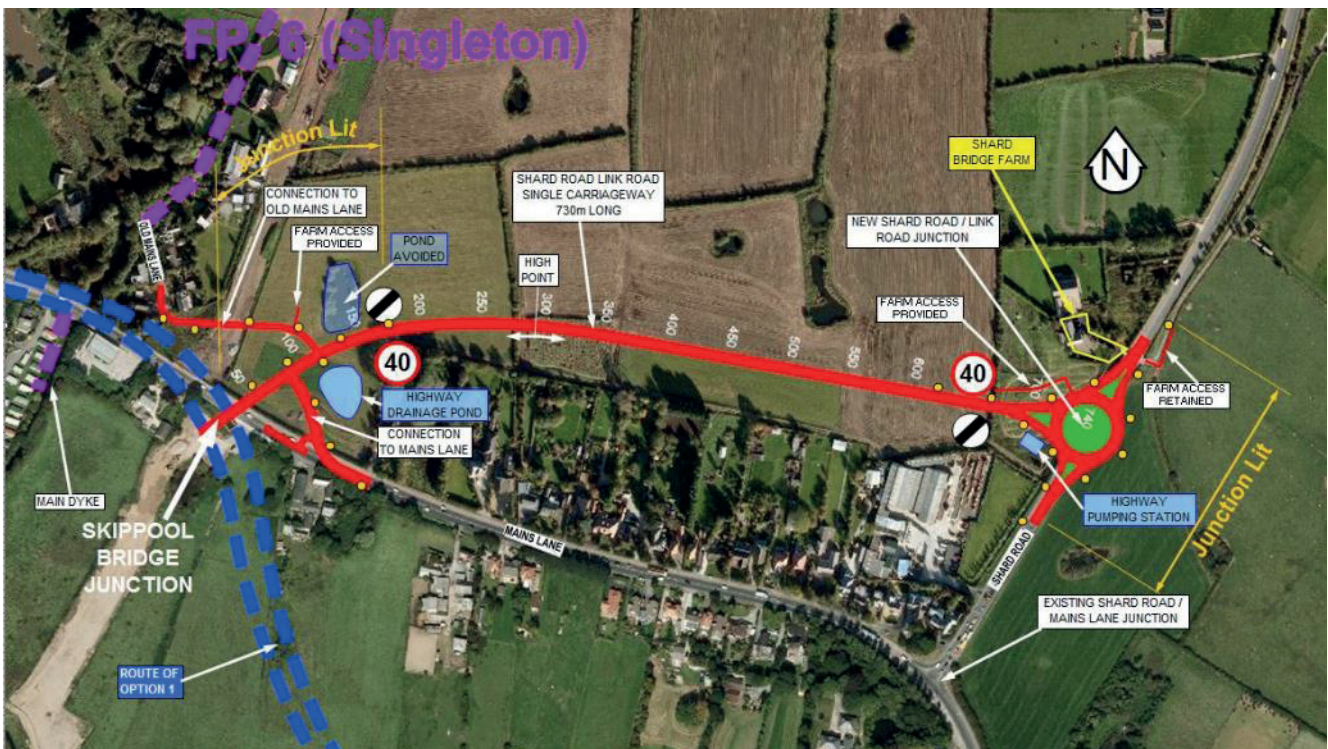 FP 6 (Singleton)
Junction Lit
CONNECTION TO
OLD MAINS LANE
FARM ACCESS
PROVIDED
POND
AVOIDED
OLD MAINS LANE
SHARD ROAD LINK ROAD
SINGLE CARRIAGEWAY
730m LONG
HIGH
POINT
SHARD
BRIDGE FARM
N
NEW SHARD ROAD / LINK
ROAD JUNCTION
FARM ACCESS
PROVIDED
FARM ACCESS
RETAINED
50
100
150
200
250
300
350
400
450
500
550
600
700
740
40
40
HIGHWAY
DRAINAGE POND
CONNECTION
TO MAINS LANE
MAIN DYKE
SKIPPOOL
BRIDGE
JUNCTION
MAINS LANE
SHARD ROAD
HIGHWAY
PUMPING STATION
Junction Lit
EXISTING SHARD ROAD /
MAINS LANE JUNCTION
ROUTE OF
OPTION 1